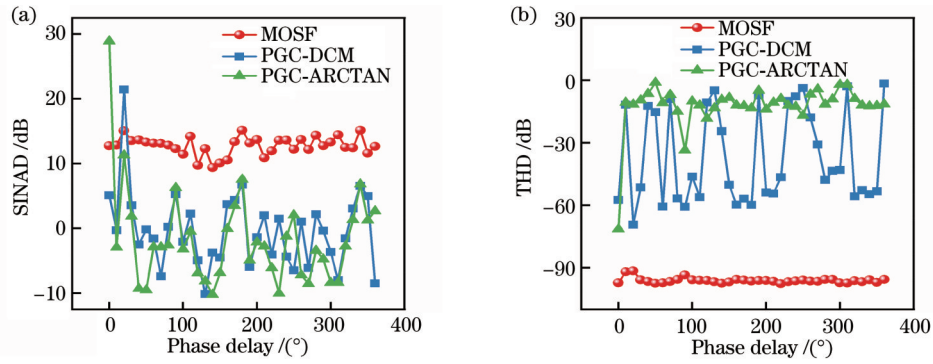 (a)
30
20
10
0
−10
SINAD /dB
MOSF
PGC-DCM
PGC-ARCTAN
0
100
200
300
400
Phase delay /(°)
(b)
30
0
−30
−60
−90
THD /dB
MOSF
PGC-DCM
PGC-ARCTAN
0
100
200
300
400
Phase delay /(°)